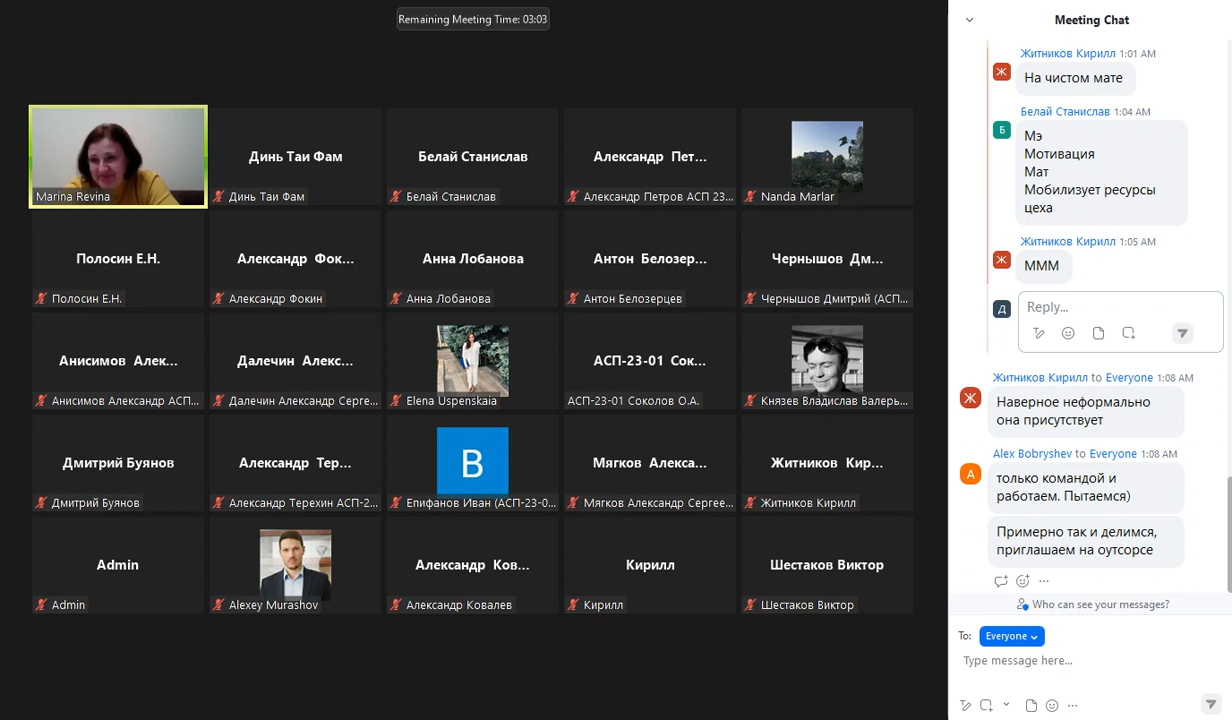 Remaining Meeting Time: 03:03
Marina Revina
Динь Таи Фам
Динь Таи Фам
Белай Станислав
Белай Станислав
Александр Пет...
Александр Петров АСП 23...
Nanda Marlar
Полосин Е.Н.
Полосин Е.Н.
Александр Фок...
Александр Фокин
Анна Лобанова
Анна Лобанова
Антон Белозер...
Антон Белозерцев
Чернышов Дм...
Чернышов Дмитрий (АСП...
Анисимов Алек...
Анисимов Александр АСП...
Далечин Алекс...
Далечин Александр Серге...
Elena Uspenskaia
АСП-23-01 Сок...
АСП-23-01 Соколов О.А.
Князев Владислав Валерь...
Дмитрий Буянов
Дмитрий Буянов
Александр Тер...
Александр Терехин АСП-2...
В
Епифанов Иван (АСП-23-0...
Мягков Алекса...
Мягков Александр Сергее...
Житников Кир...
Житников Кирилл
Admin
Admin
Alexey Murashov
Александр Ков...
Александр Ковалев
Кирилл
Кирилл
Шестаков Виктор
Шестаков Виктор
Meeting Chat
Житников Кирилл 1:01 AM
Ж
На чистом мате
Белай Станислав 1:04 AM
Б
Мэ
Мотивация
Мат
Мобилизует ресурсы
цеха
Житников Кирилл 1:05 AM
Ж
МММ
Д
Reply...
Житников Кирилл to Everyone 1:08 AM
Ж
Наверное неформально
она присутствует
Alex Bobryshev to Everyone 1:08 AM
A
только командой и
работаем. Пытаемся)
Примерно так и делимся,
приглашаем на оутсорсе
Who can see your messages?
To: Everyone
Type message here...